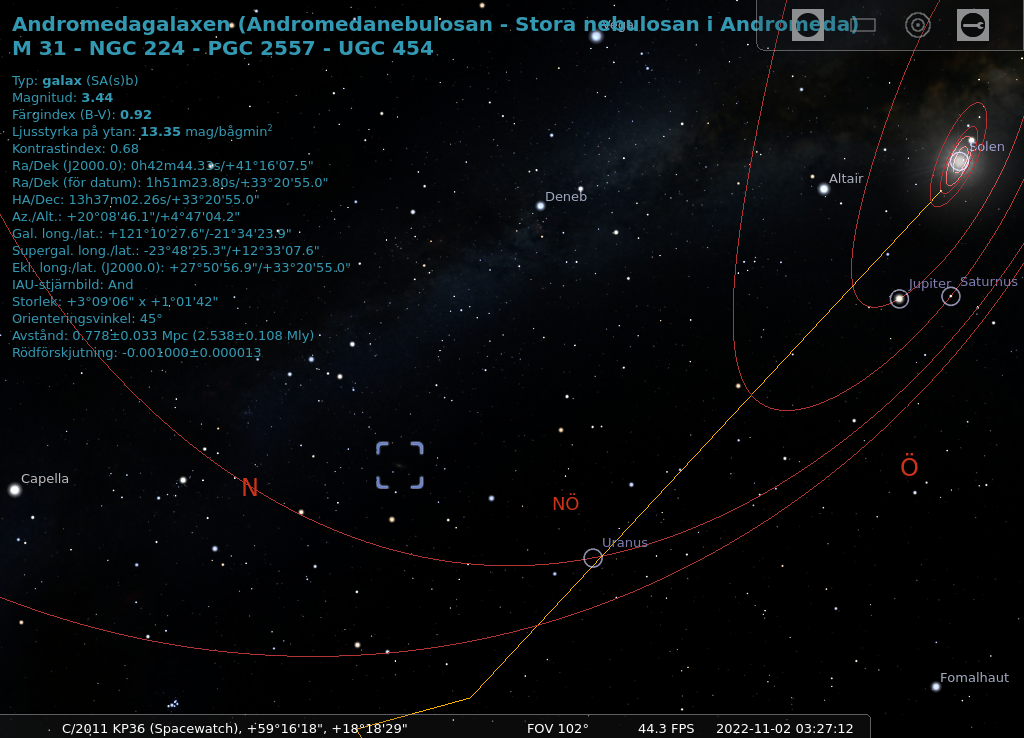 Andromedagalaxen (Andromedanebulosan - Stora nebulosan i Andromeda)
M 31 - NGC 224 - PGC 2557 - UGC 454
Typ: galax (SA(s)b)
Magnitud: 3.44
Färgindex (B-V): 0.92
Ljusstyrka på ytan: 13.35 mag/bågmin²
Kontrastindex: 0.68
Ra/Dek (J2000.0): 0h42m44.33s/+41°16'07.5"
Ra/Dek (för datum): 1h51m23.80s/+33°20'55.0"
HA/Dec: 13h37m02.26s/+33°20'55.0"
Az./Alt.: +20°08'46.1"/+4°47'04.2"
Gal. long./lat.: +121°10'27.6"/-21°34'23.9"
Supergal. long./lat.: -23°48'25.3"/+12°33'07.6"
Ekl. long./lat. (J2000.0): +27°50'56.9"/+33°20'55.0"
IAU-stjärnbild: And
Storlek: +3°09'06" x +1°01'42"
Orienteringsvinkel: 45°
Avstånd: 0.778±0.033 Mpc (2.538±0.108 Mly)
Rödförskjutning: -0.001000±0.000013
Vega
Solen
Altair
Deneb
Jupiter
Saturnus
Capella
N
NÖ
Ö
Uranus
Fomalhaut
C/2011 KP36 (Spacewatch), +59°16'18", +18°18'29"
FOV 102°
44.3 FPS
2022-11-02 03:27:12